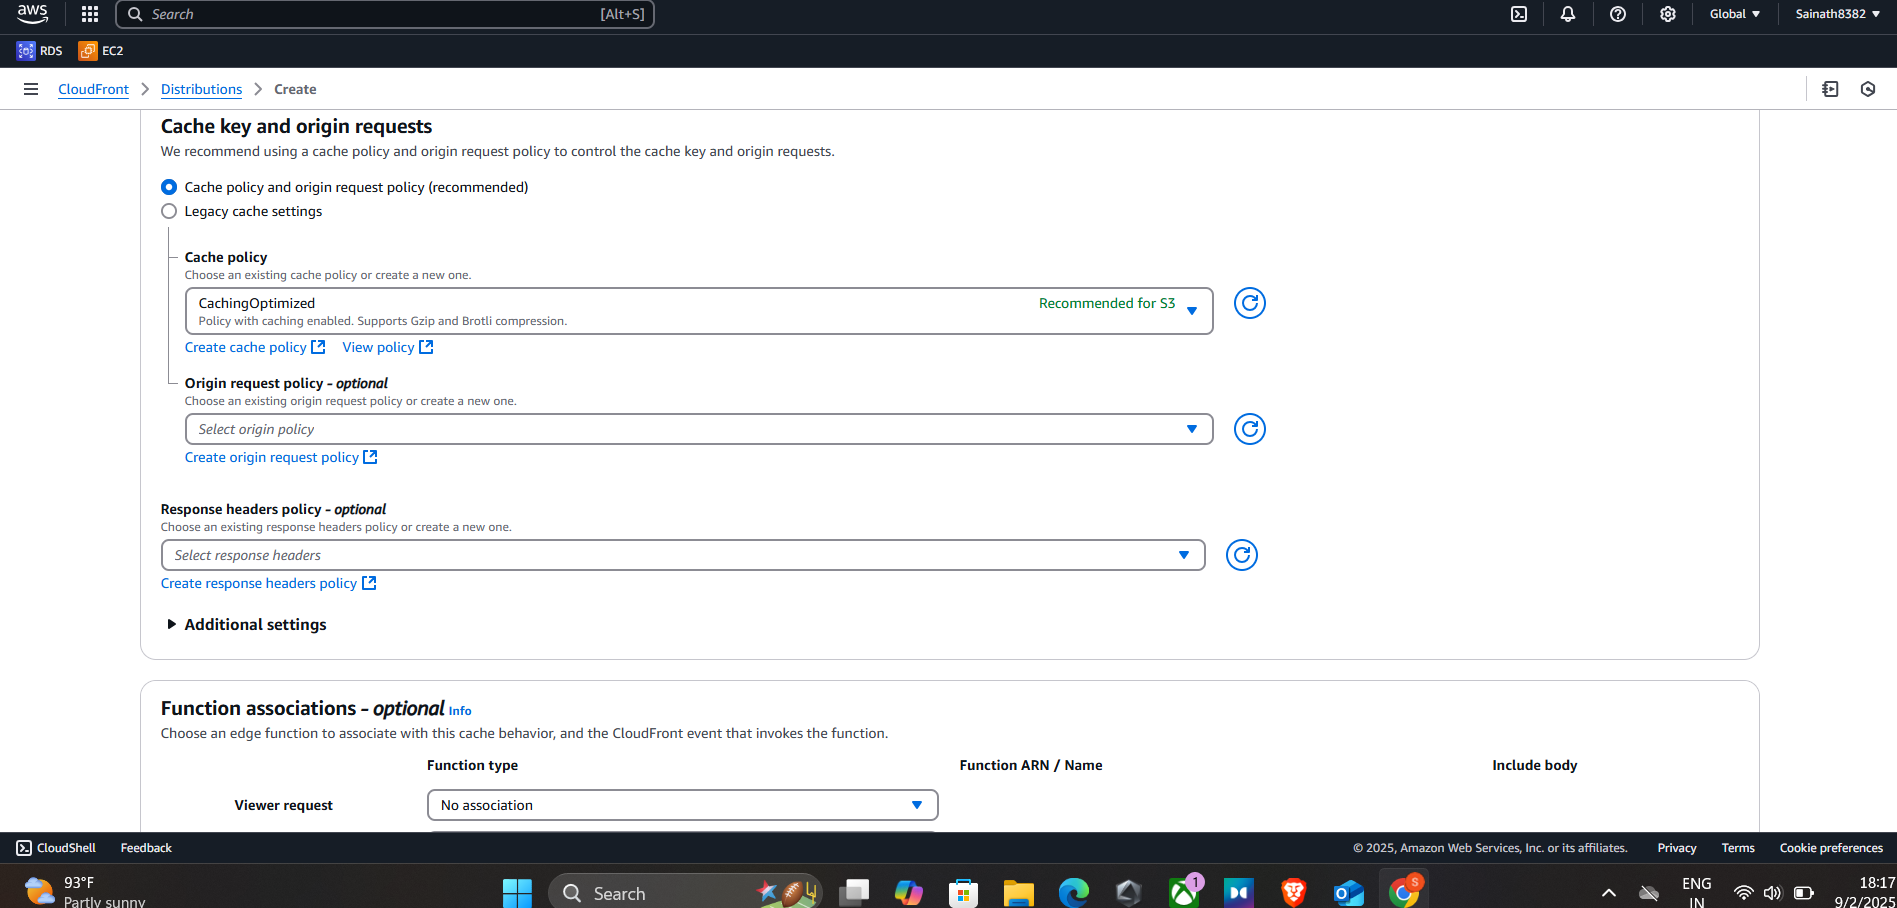 aws
Search [Alt+S]
Global
Sainath8382
RDS
EC2
CloudFront
Distributions
Create
Cache key and origin requests
We recommend using a cache policy and origin request policy to control the cache key and origin requests.
Cache policy and origin request policy (recommended)
Legacy cache settings
Cache policy
Choose an existing cache policy or create a new one.
CachingOptimized Recommended for S3
Policy with caching enabled. Supports Gzip and Brotli compression.
Create cache policy View policy
Origin request policy - optional
Choose an existing origin request policy or create a new one.
Select origin policy
Create origin request policy
Response headers policy - optional
Choose an existing response headers policy or create a new one.
Select response headers
Create response headers policy
Additional settings
Function associations - optional Info
Choose an edge function to associate with this cache behavior, and the CloudFront event that invokes the function.
Function type Function ARN / Name Include body
Viewer request No association
CloudShell Feedback © 2025, Amazon Web Services, Inc. or its affiliates. Privacy Terms Cookie preferences
93°F
Partly sunny
Search
1
S
ENG
IN
18:17
9/2/2025